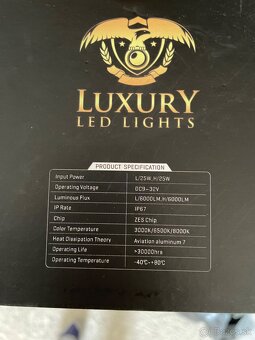 LUXURY
LED LIGHTS
PRODUCT SPECIFICATION
Input Power L/25W,H/25W
Operating Voltage DC9-32V
Luminous Flux L/6000LM,H/6000LM
IP Rate IP67
Chip ZES Chip
Color Temperature 3000K/6500K/8000K
Heat Dissipation Theory Aviation aluminum 7
Operating Life >30000hrs
Operating Temperature -40℃~+80℃